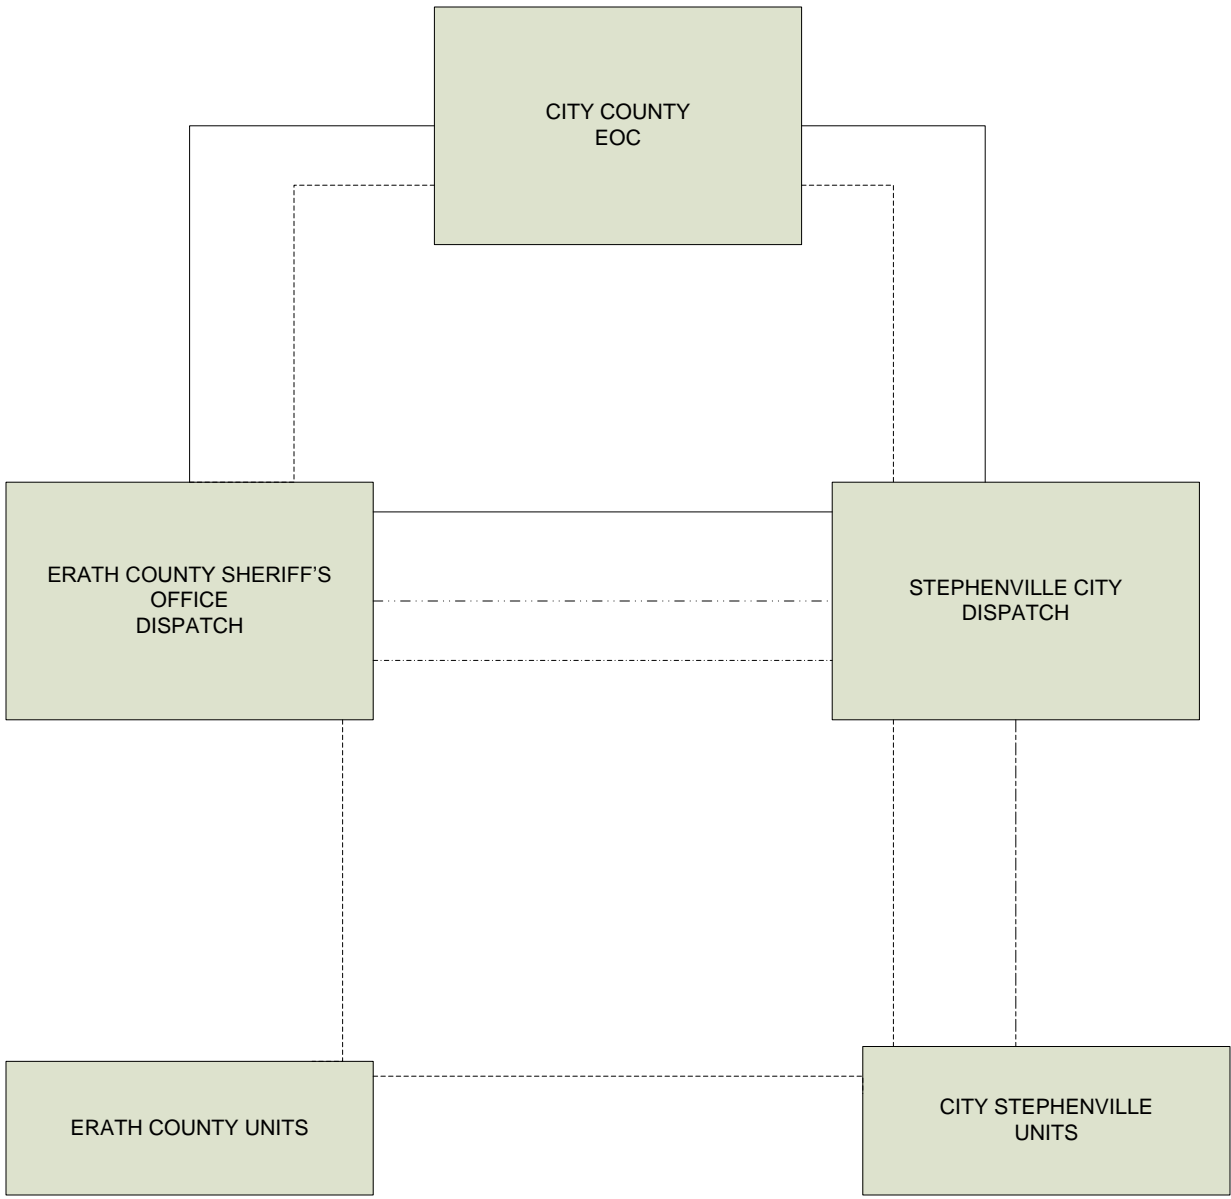 CITY COUNTY
EOC
ERATH COUNTY SHERIFF'S
OFFICE
DISPATCH
STEPHENVILLE CITY
DISPATCH
ERATH COUNTY UNITS
CITY STEPHENVILLE
UNITS